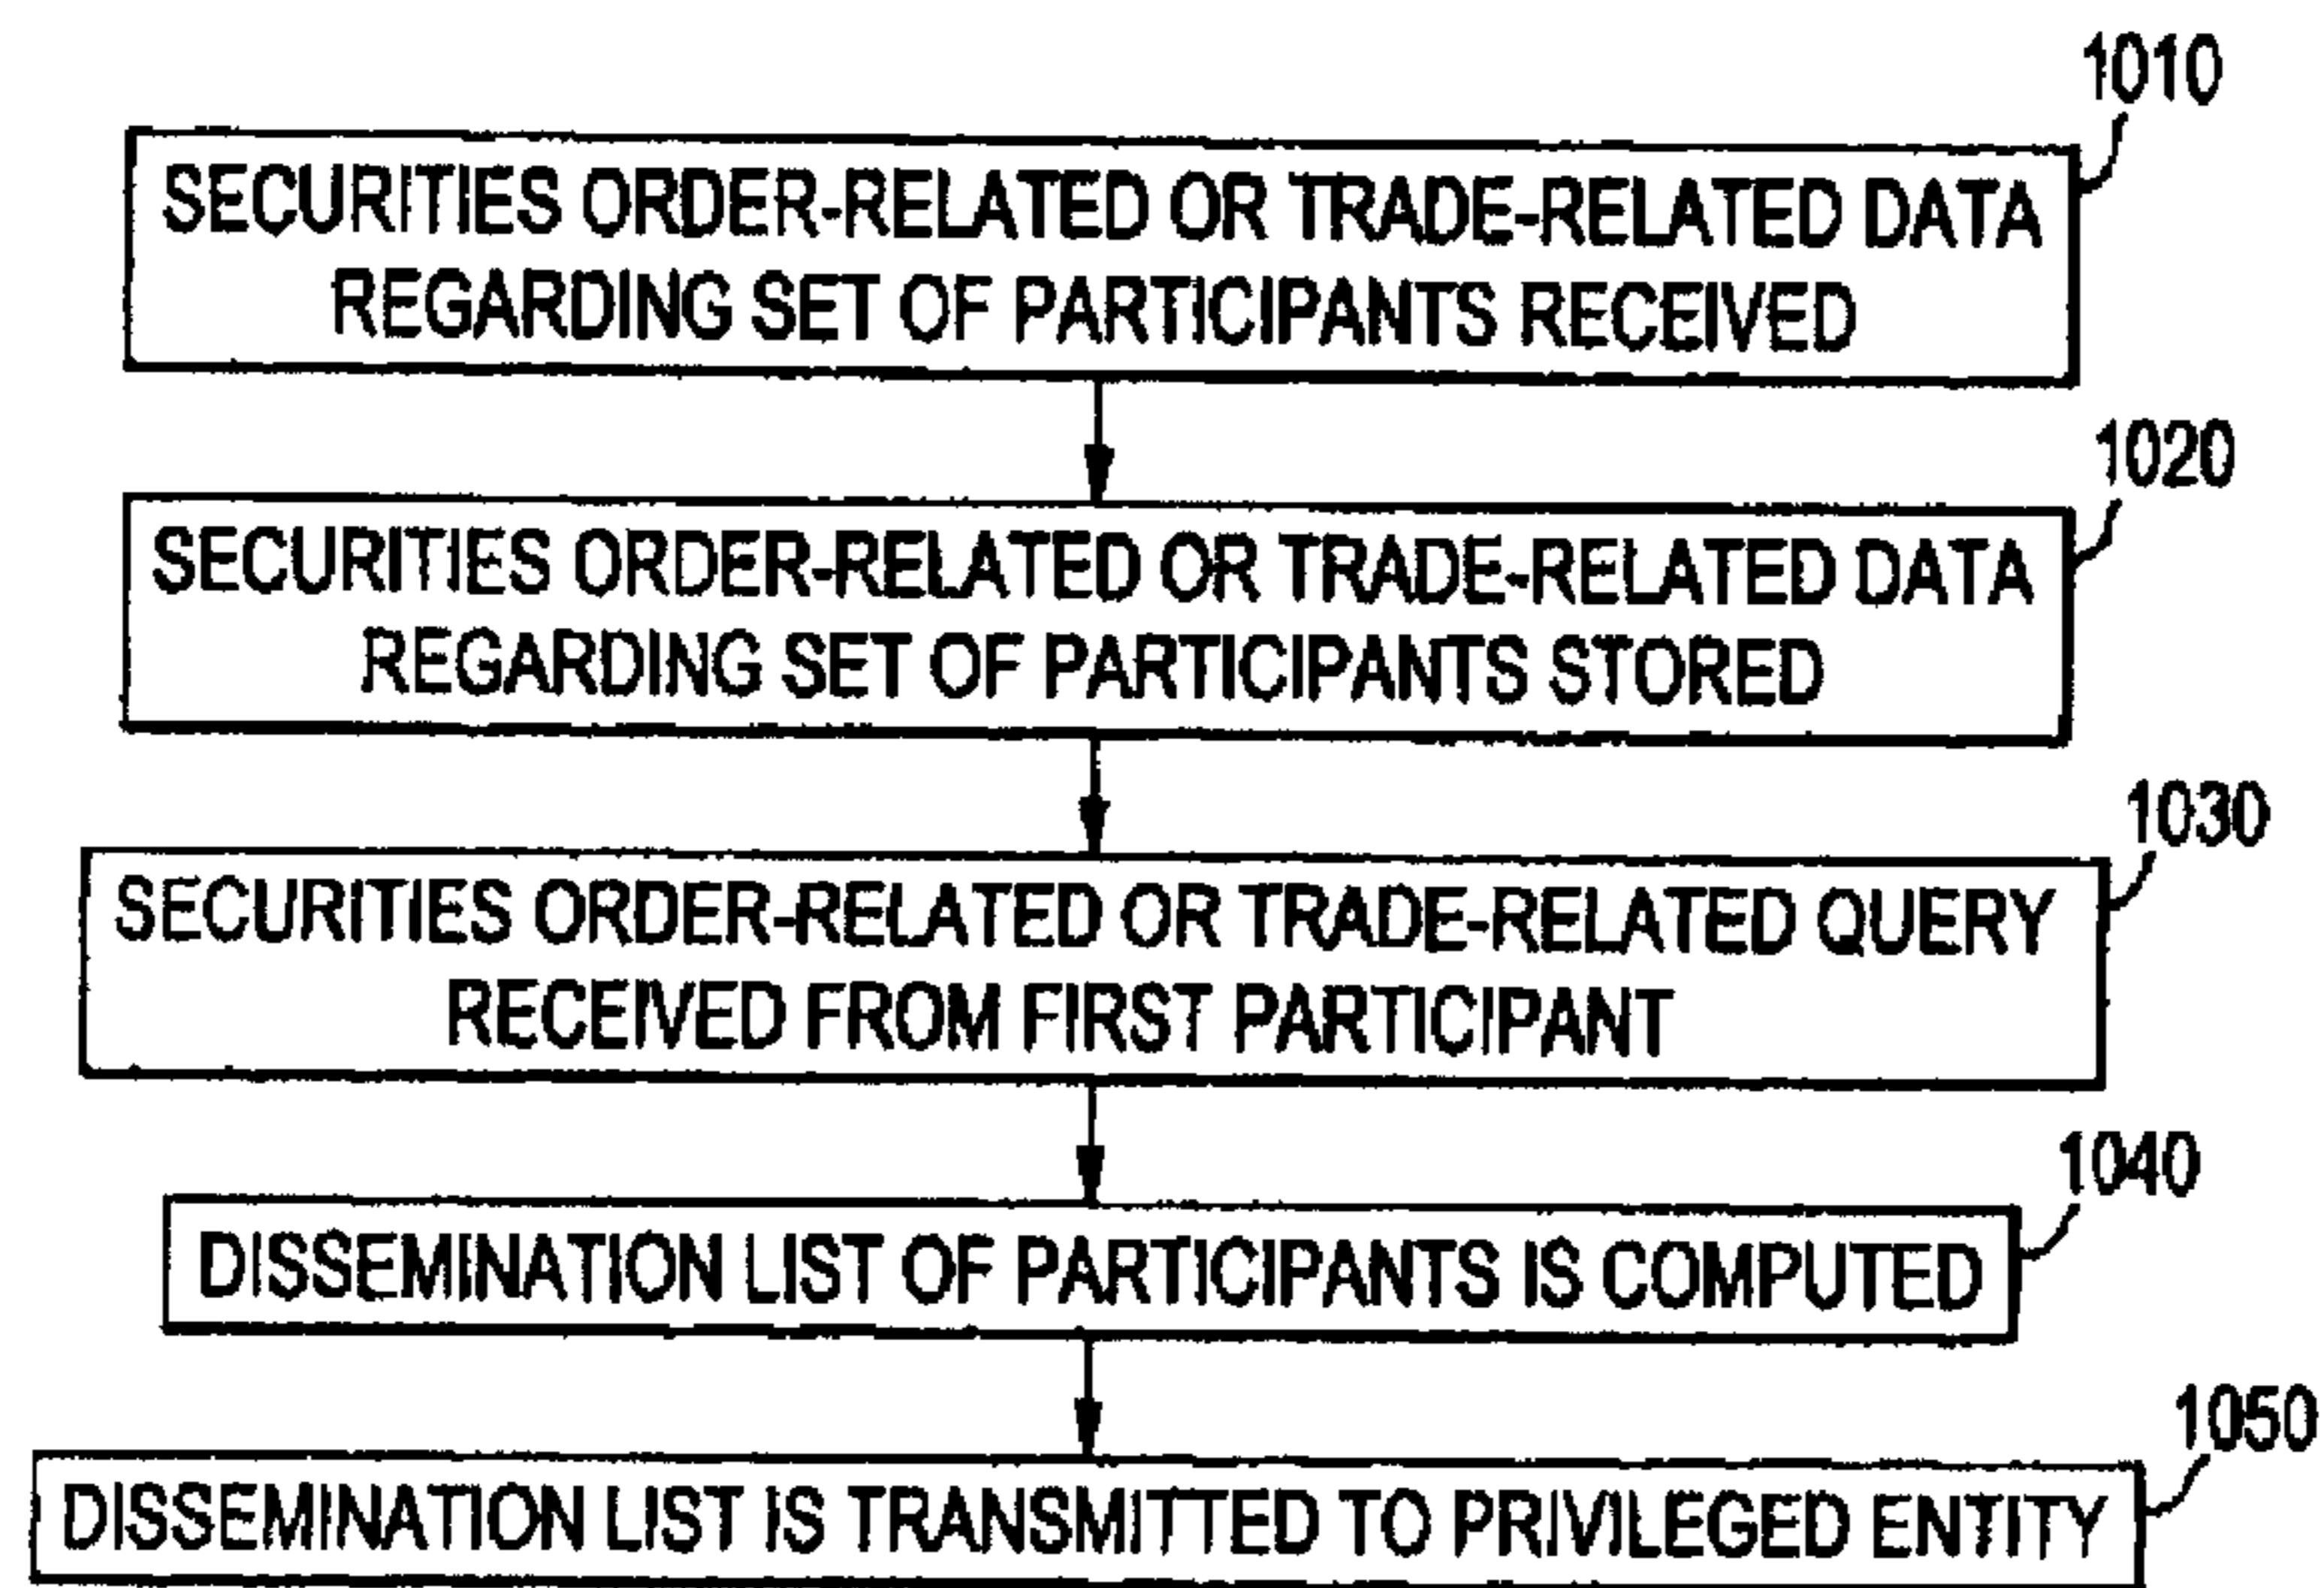 1010
SECURITIES ORDER-RELATED OR TRADE-RELATED DATA
REGARDING SET OF PARTICIPANTS RECEIVED
1020
SECURITIES ORDER-RELATED OR TRADE-RELATED DATA
REGARDING SET OF PARTICIPANTS STORED
1030
SECURITIES ORDER-RELATED OR TRADE-RELATED QUERY
RECEIVED FROM FIRST PARTICIPANT
1040
DISSEMINATION LIST OF PARTICIPANTS IS COMPUTED
1050
DISSEMINATION LIST IS TRANSMITTED TO PRIVILEGED ENTITY